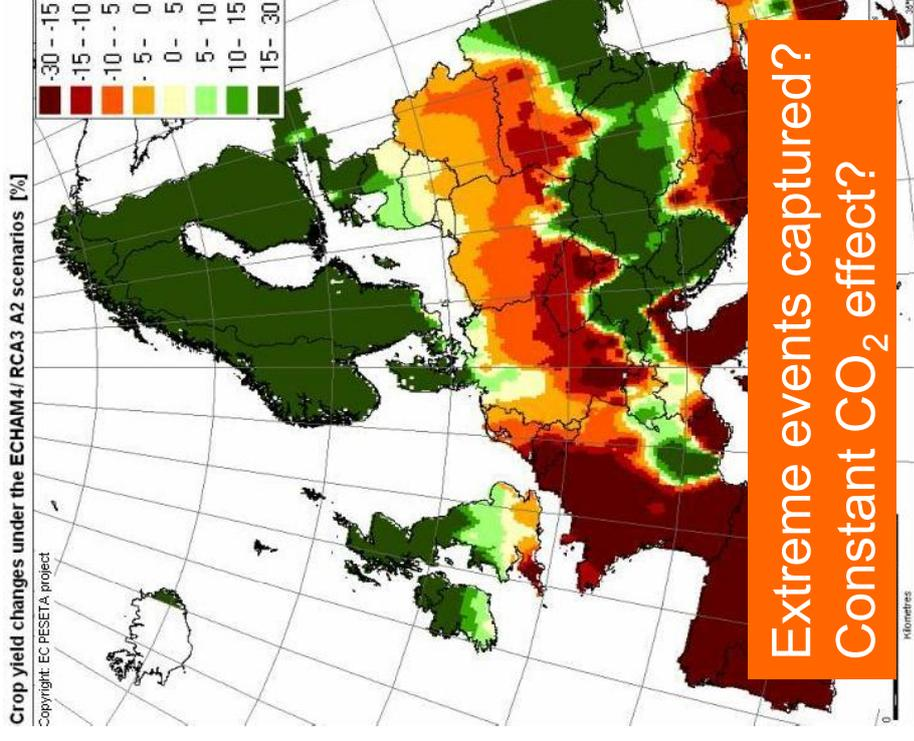 Crop yield changes under the ECHAM4/ RCA3 A2 scenarios [%]
Copyright: EC PESETA project
-30 - -15
-15 - -10
-10 - - 5
- 5 - 0
0 - 5
5 - 10
10 - 15
15 - 30
Extreme events captured?
Constant CO₂ effect?
0
Kilometres